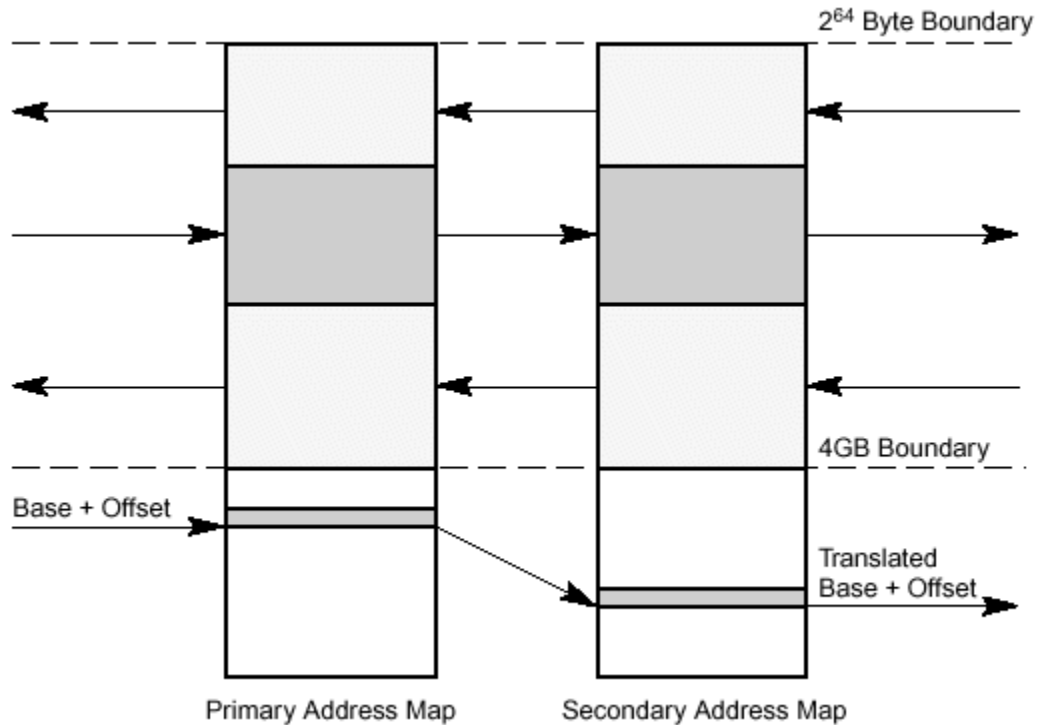 2⁶⁴ Byte Boundary
4GB Boundary
Base + Offset
Translated
Base + Offset
Primary Address Map
Secondary Address Map